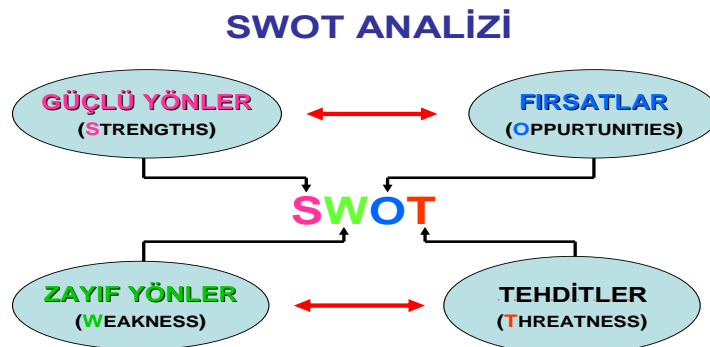 SWOT ANALİZİ
GÜÇLÜ YÖNLER
(STRENGTHS)
FIRSATLAR
(OPPURTUNITIES)
SWOT
ZAYIF YÖNLER
(WEAKNESS)
TEHDİTLER
(THREATNESS)